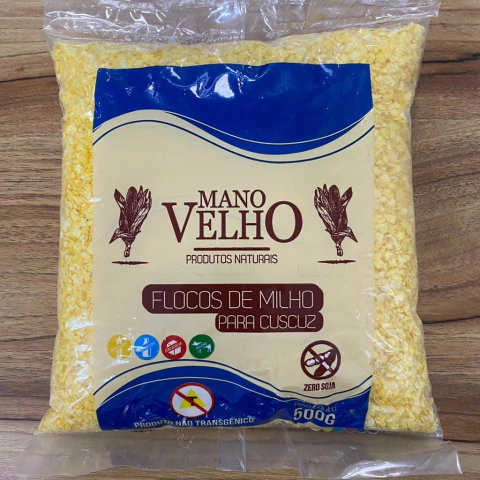 MANO
VELHO
PRODUTOS NATURAIS
FLOCOS DE MILHO
PARA CUSCUZ
ZERO SOJA
500G
PRODUTO NÃO TRANSGÊNICO